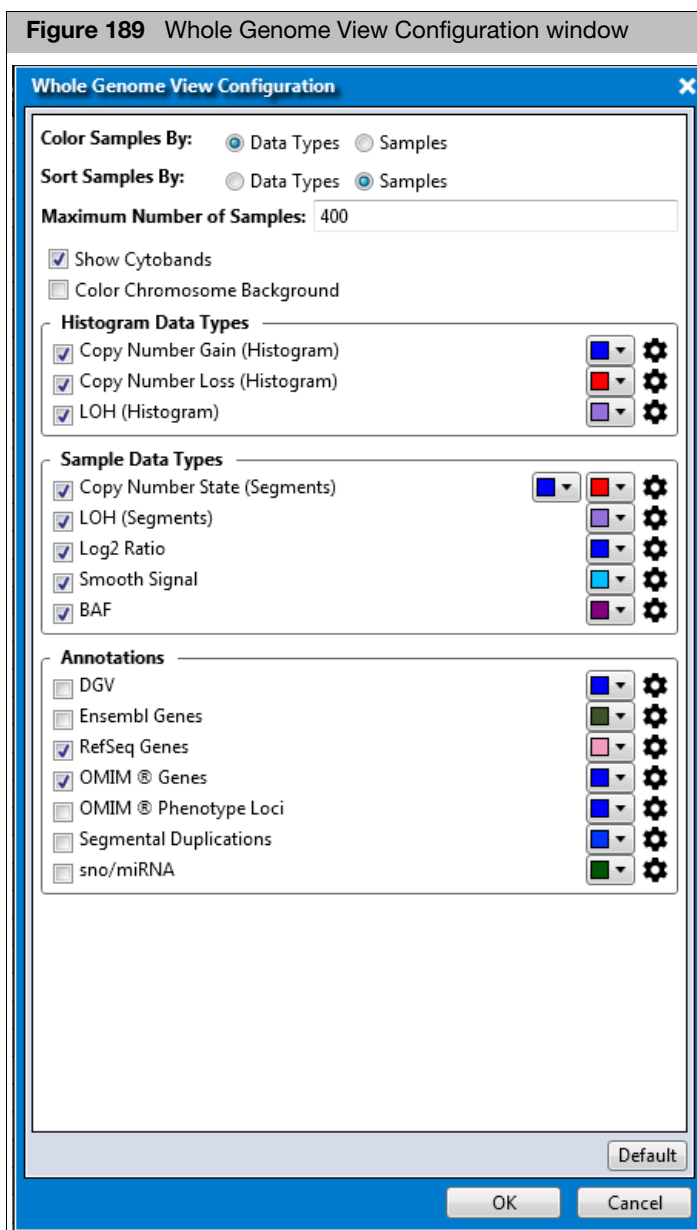 Figure 189 Whole Genome View Configuration window
Whole Genome View Configuration
Color Samples By: Data Types Samples
Sort Samples By: Data Types Samples
Maximum Number of Samples: 400
Show Cytobands
Color Chromosome Background
Histogram Data Types
Copy Number Gain (Histogram)
Copy Number Loss (Histogram)
LOH (Histogram)
Sample Data Types
Copy Number State (Segments)
LOH (Segments)
Log2 Ratio
Smooth Signal
BAF
Annotations
DGV
Ensembl Genes
RefSeq Genes
OMIM ® Genes
OMIM ® Phenotype Loci
Segmental Duplications
sno/miRNA
Default
OK Cancel